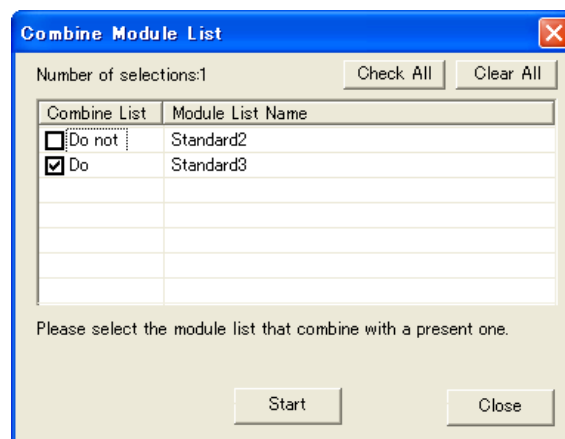 Combine Module List
Number of selections:1 Check All Clear All
Combine List Module List Name
Do not Standard2
Do Standard3
Please select the module list that combine with a present one.
Start Close